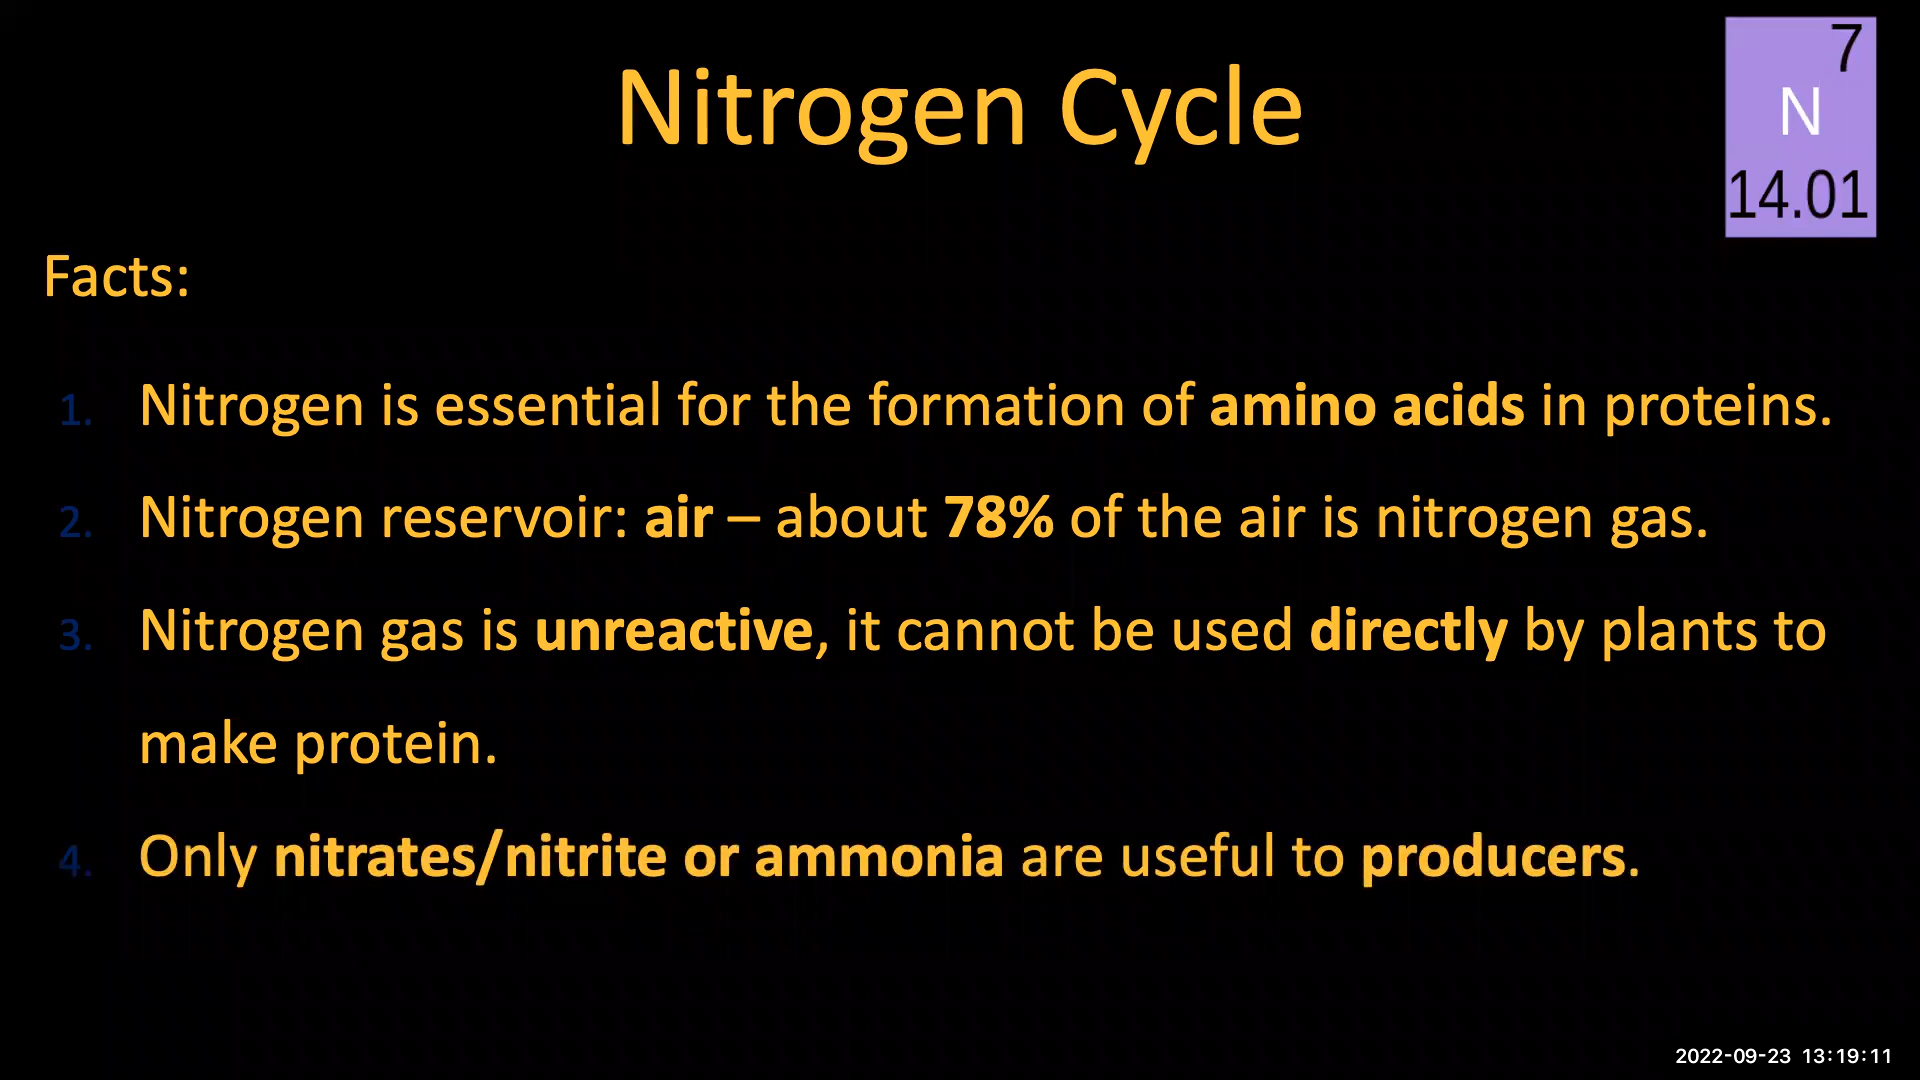 Nitrogen Cycle
7
N
14.01
Facts:
1. Nitrogen is essential for the formation of amino acids in proteins.
2. Nitrogen reservoir: air – about 78% of the air is nitrogen gas.
3. Nitrogen gas is unreactive, it cannot be used directly by plants to
make protein.
4. Only nitrates/nitrite or ammonia are useful to producers.
2022-09-23 13:19:11